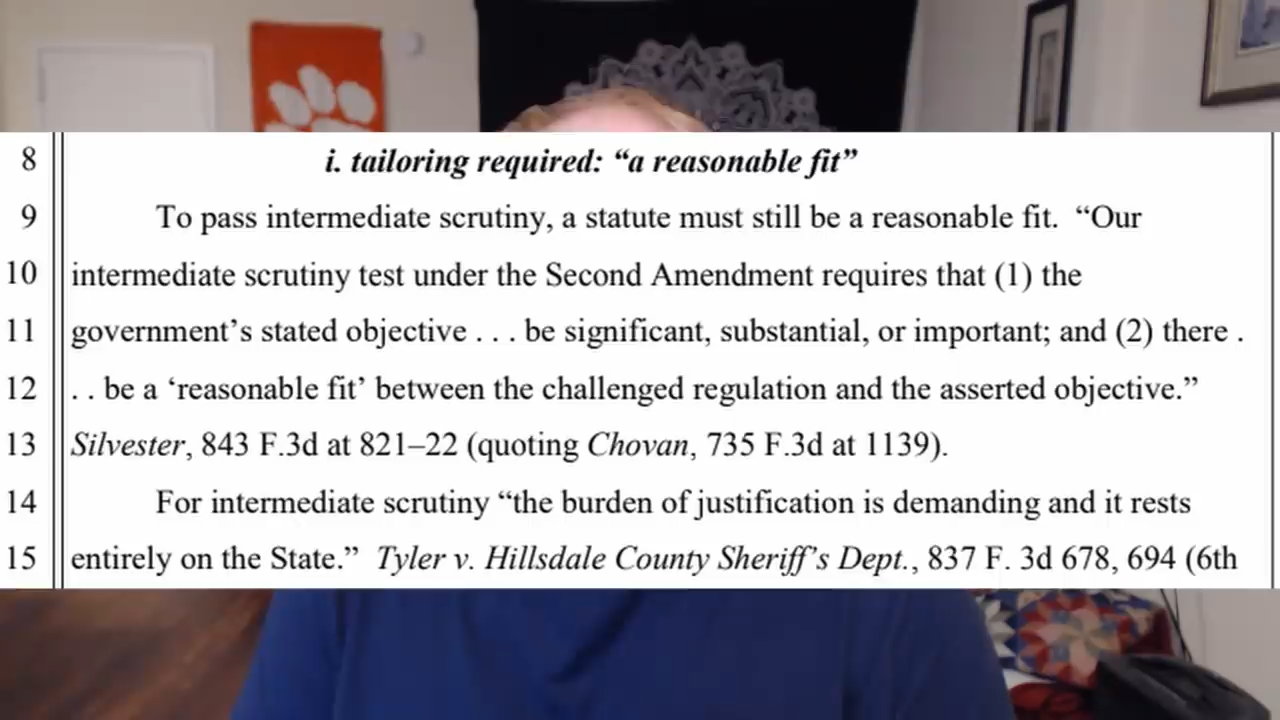 8 i. tailoring required: “a reasonable fit”
9 To pass intermediate scrutiny, a statute must still be a reasonable fit. “Our
10 intermediate scrutiny test under the Second Amendment requires that (1) the
11 government’s stated objective . . . be significant, substantial, or important; and (2) there .
12 . . be a ‘reasonable fit’ between the challenged regulation and the asserted objective.”
13 Silvester, 843 F.3d at 821–22 (quoting Chovan, 735 F.3d at 1139).
14 For intermediate scrutiny “the burden of justification is demanding and it rests
15 entirely on the State.” Tyler v. Hillsdale County Sheriff’s Dept., 837 F. 3d 678, 694 (6th